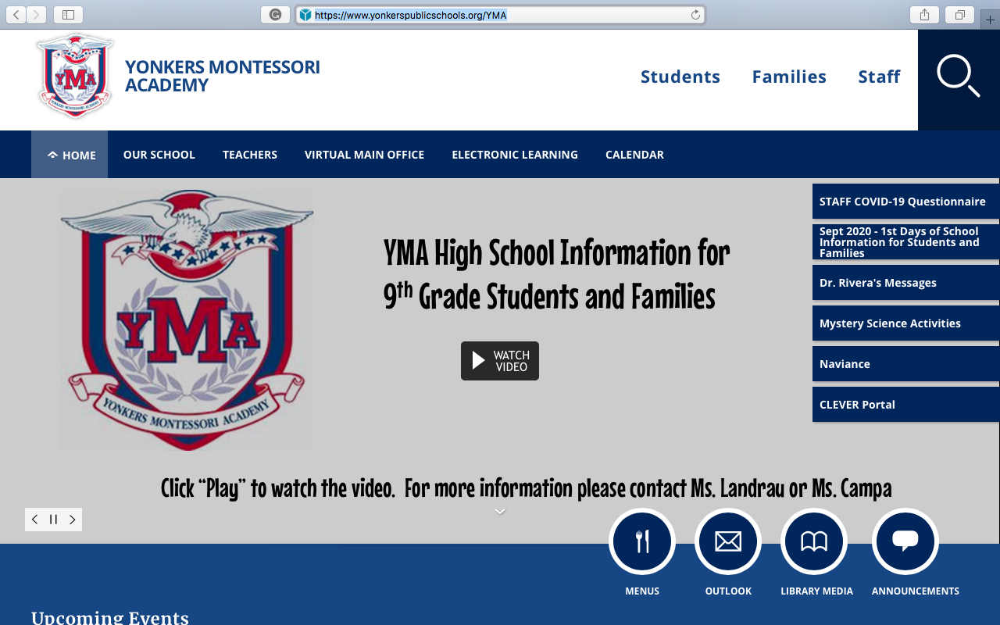 https://www.yonkerspublicschools.org/YMA
YMA
YONKERS MONTESSORI ACADEMY
YONKERS MONTESSORI
ACADEMY
Students Families Staff
HOME OUR SCHOOL TEACHERS VIRTUAL MAIN OFFICE ELECTRONIC LEARNING CALENDAR
YMA
YONKERS MONTESSORI ACADEMY
YMA High School Information for
9th Grade Students and Families
WATCH
VIDEO
Click “Play” to watch the video. For more information please contact Ms. Landrau or Ms. Campa
STAFF COVID-19 Questionnaire
Sept 2020 - 1st Days of School
Information for Students and
Families
Dr. Rivera's Messages
Mystery Science Activities
Naviance
CLEVER Portal
MENUS OUTLOOK LIBRARY MEDIA ANNOUNCEMENTS
Upcoming Events